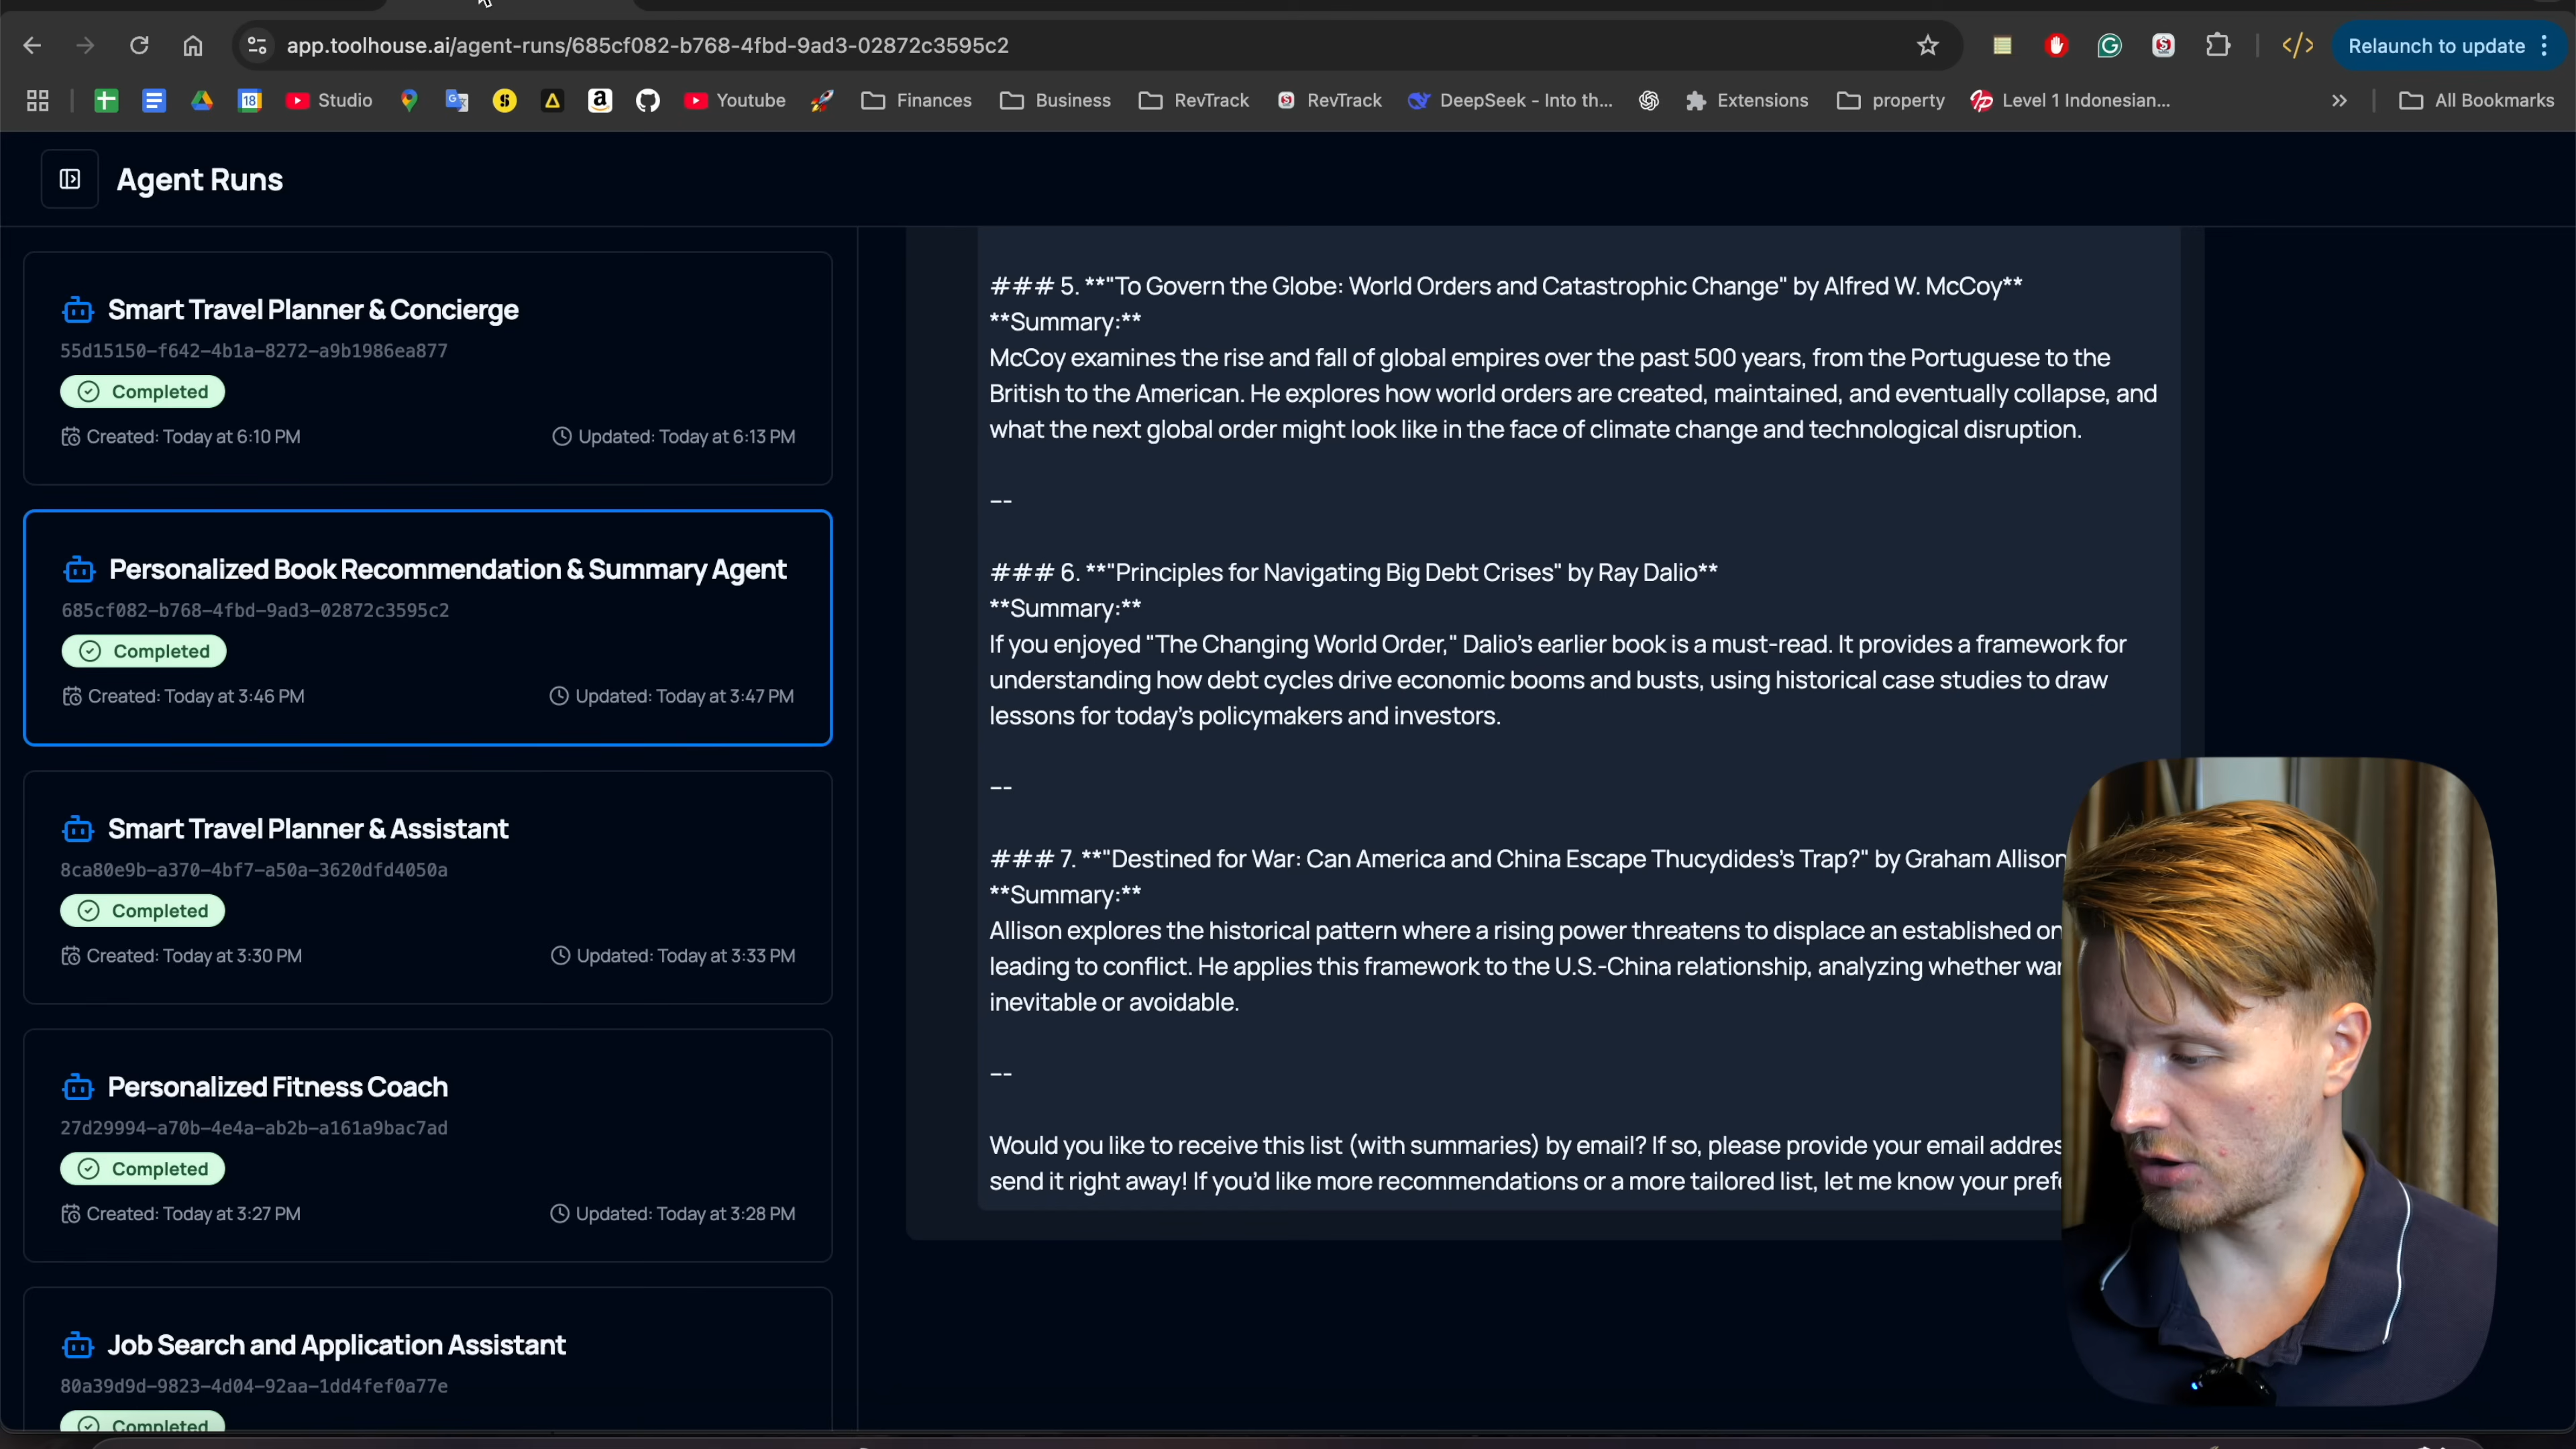 app.toolhouse.ai/agent-runs/685cf082-b768-4fbd-9ad3-02872c3595c2
Relaunch to update
18
Studio
Youtube
Finances
Business
RevTrack
RevTrack
DeepSeek - Into th...
Extensions
property
Level 1 Indonesian...
All Bookmarks
Agent Runs
Smart Travel Planner & Concierge
55d15150-f642-4b1a-8272-a9b1986ea877
Completed
Created: Today at 6:10 PM
Updated: Today at 6:13 PM
Personalized Book Recommendation & Summary Agent
685cf082-b768-4fbd-9ad3-02872c3595c2
Completed
Created: Today at 3:46 PM
Updated: Today at 3:47 PM
Smart Travel Planner & Assistant
8ca80e9b-a370-4bf7-a50a-3620dfd4050a
Completed
Created: Today at 3:30 PM
Updated: Today at 3:33 PM
Personalized Fitness Coach
27d29994-a70b-4e4a-ab2b-a161a9bac7ad
Completed
Created: Today at 3:27 PM
Updated: Today at 3:28 PM
Job Search and Application Assistant
80a39d9d-9823-4d04-92aa-1dd4fef0a77e
Completed
### 5. **"To Govern the Globe: World Orders and Catastrophic Change" by Alfred W. McCoy**
**Summary:**
McCoy examines the rise and fall of global empires over the past 500 years, from the Portuguese to the
British to the American. He explores how world orders are created, maintained, and eventually collapse, and
what the next global order might look like in the face of climate change and technological disruption.
--
### 6. **"Principles for Navigating Big Debt Crises" by Ray Dalio**
**Summary:**
If you enjoyed "The Changing World Order," Dalio's earlier book is a must-read. It provides a framework for
understanding how debt cycles drive economic booms and busts, using historical case studies to draw
lessons for today's policymakers and investors.
--
### 7. **"Destined for War: Can America and China Escape Thucydides's Trap?" by Graham Allison
**Summary:**
Allison explores the historical pattern where a rising power threatens to displace an established on
leading to conflict. He applies this framework to the U.S.-China relationship, analyzing whether war
inevitable or avoidable.
--
Would you like to receive this list (with summaries) by email? If so, please provide your email addres
send it right away! If you'd like more recommendations or a more tailored list, let me know your prefe